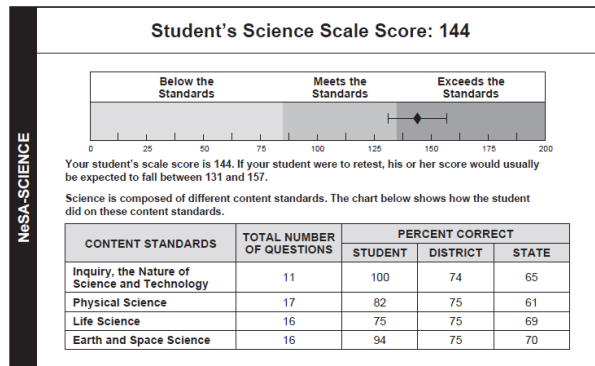 NeSA-SCIENCE
Student's Science Scale Score: 144
Below the Standards
Meets the Standards
Exceeds the Standards
0 25 50 75 100 125 150 175 200
Your student's scale score is 144. If your student were to retest, his or her score would usually
be expected to fall between 131 and 157.
Science is composed of different content standards. The chart below shows how the student
did on these content standards.
CONTENT STANDARDS TOTAL NUMBER OF QUESTIONS PERCENT CORRECT
STUDENT DISTRICT STATE
Inquiry, the Nature of Science and Technology 11 100 74 65
Physical Science 17 82 75 61
Life Science 16 75 75 69
Earth and Space Science 16 94 75 70